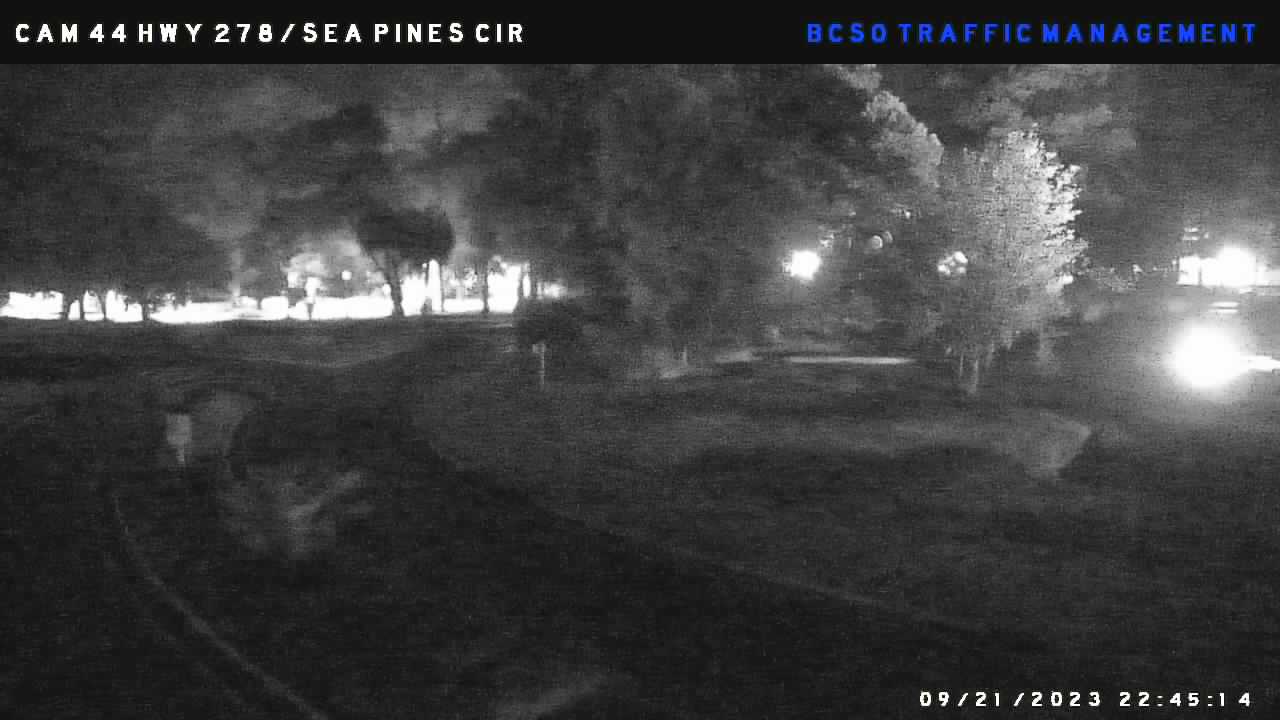 CAM 44 HWY 278/SEA PINES CIR
BCSO TRAFFIC MANAGEMENT
09/21/2023 22:45:14